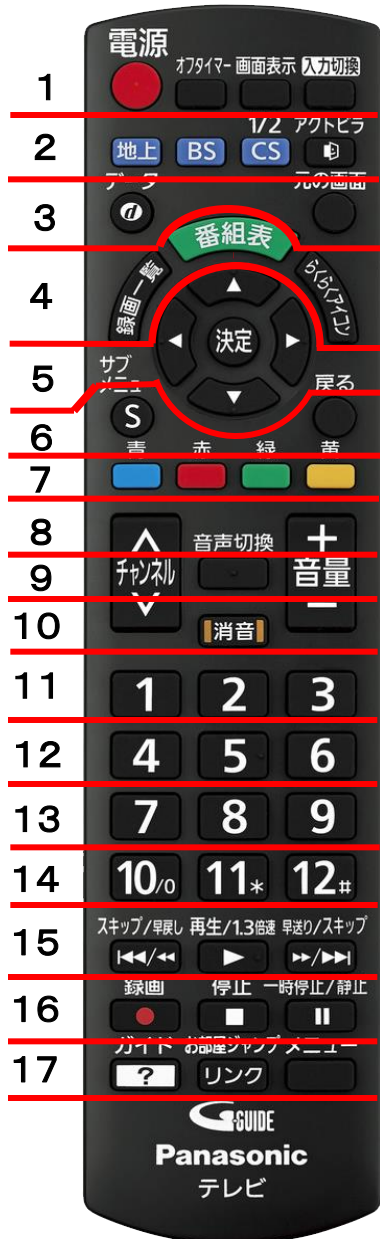 電源
オフタイマー 画面表示 入力切換
1
1/2 アクトビラ
2 地上 BS CS
データ 元の画面
3 d
番組表
4 録画一覧 らくらくアイコン
決定
5 サブメニュー 戻る
S
6 青 赤 緑 黄
7
8 音声切換 +
9 チャンネル 音量
−
10 消音
11 1 2 3
12 4 5 6
13 7 8 9
14 10/0 11* 12#
スキップ/早戻し 再生/1.3倍速 早送り/スキップ
15
録画 停止 一時停止/静止
16
ガイド お部屋ジャンプ メニュー
17 ? リンク
G-GUIDE
Panasonic
テレビ